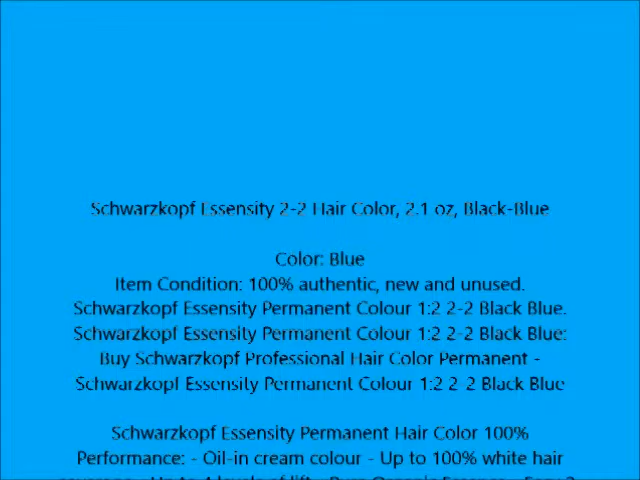 Schwarzkopf Essensity 2-2 Hair Color, 2.1 oz, Black-Blue
Color: Blue
Item Condition: 100% authentic, new and unused.
Schwarzkopf Essensity Permanent Colour 1:2 2-2 Black Blue.
Schwarzkopf Essensity Permanent Colour 1:2 2-2 Black Blue:
Buy Schwarzkopf Professional Hair Color Permanent -
Schwarzkopf Essensity Permanent Colour 1:2 2-2 Black Blue
Schwarzkopf Essensity Permanent Hair Color 100%
Performance: - Oil-in cream colour - Up to 100% white hair